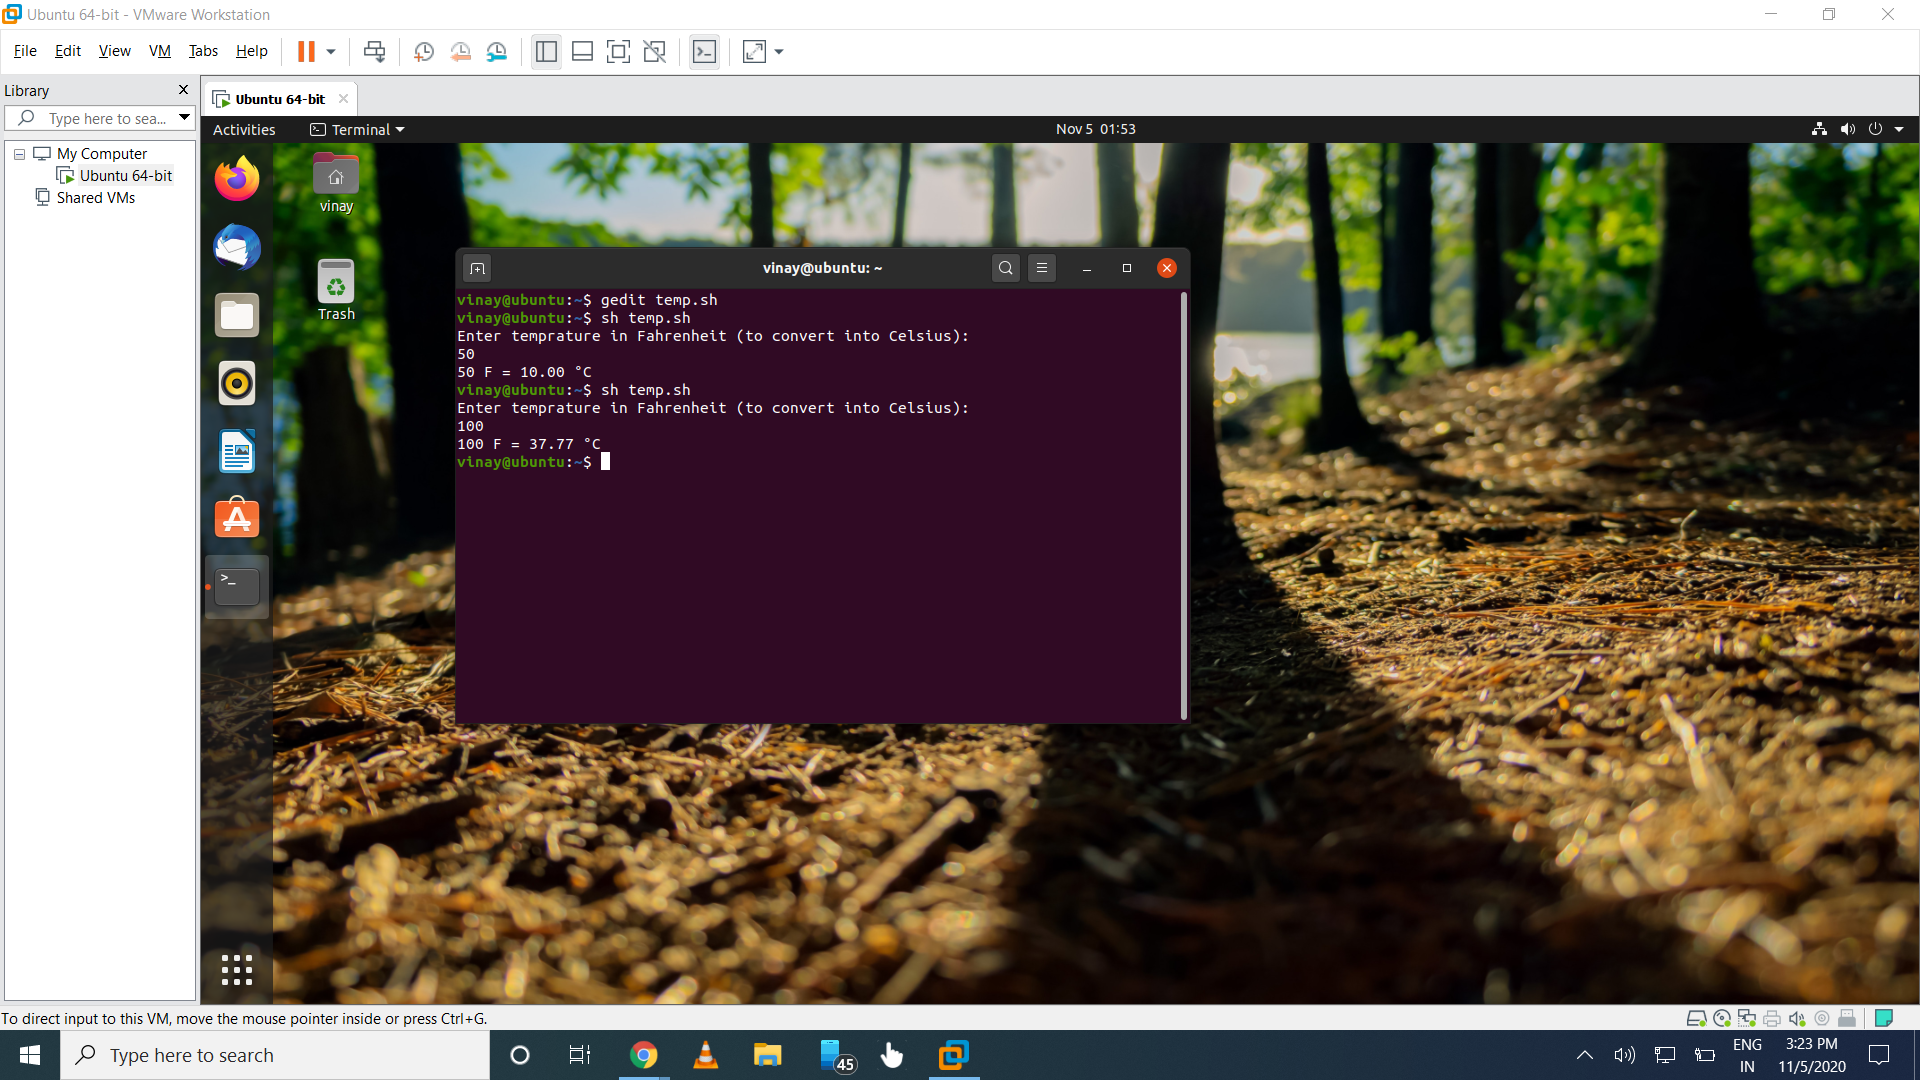 Ubuntu 64-bit - VMware Workstation
File Edit View VM Tabs Help
Library
Type here to sea...
My Computer
Ubuntu 64-bit
Shared VMs
Ubuntu 64-bit
Activities Terminal Nov 5 01:53
vinay
Trash
vinay@ubuntu: ~
vinay@ubuntu:~$ gedit temp.sh
vinay@ubuntu:~$ sh temp.sh
Enter temprature in Fahrenheit (to convert into Celsius):
50
50 F = 10.00 °C
vinay@ubuntu:~$ sh temp.sh
Enter temprature in Fahrenheit (to convert into Celsius):
100
100 F = 37.77 °C
vinay@ubuntu:~$
To direct input to this VM, move the mouse pointer inside or press Ctrl+G.
Type here to search
45
ENG
IN
3:23 PM
11/5/2020